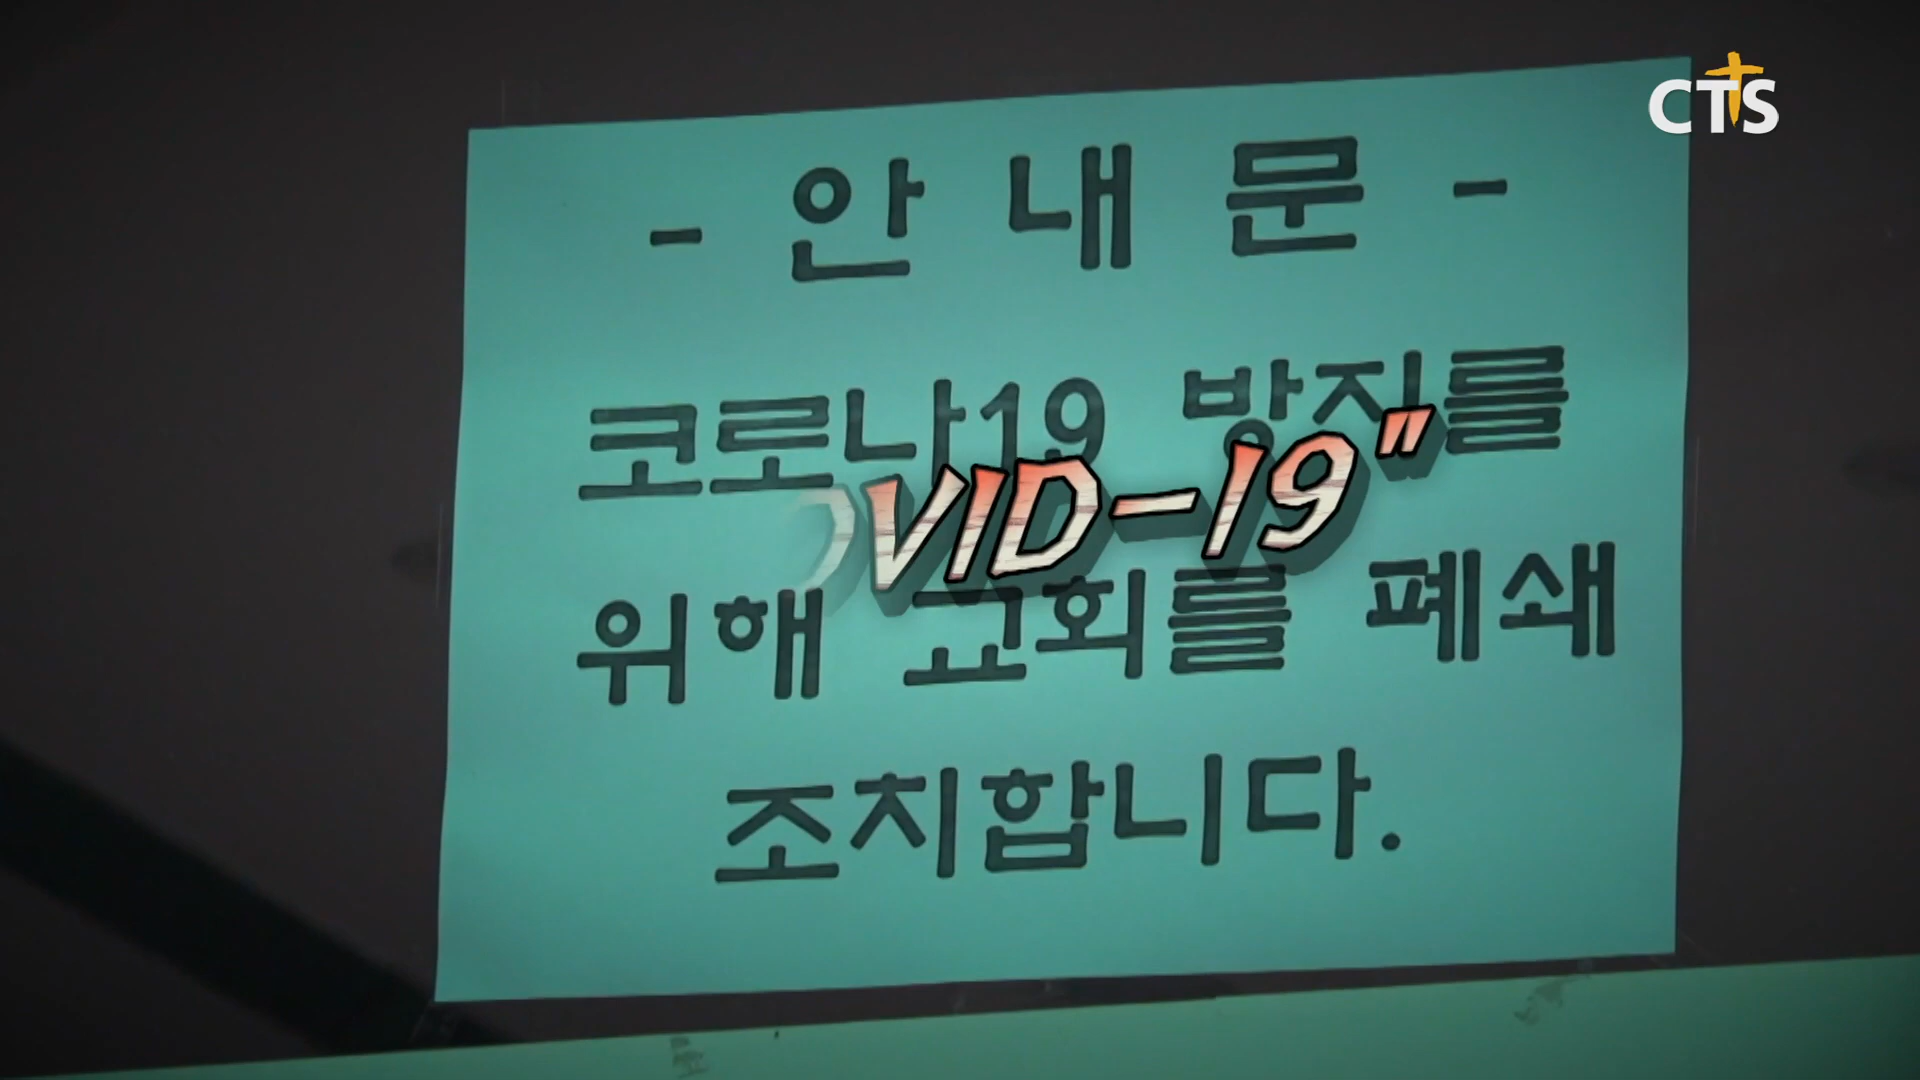 CTS
- 안 내 문 -
코로나19 방지를
VID-19"
위해 교회를 폐쇄
조치합니다.